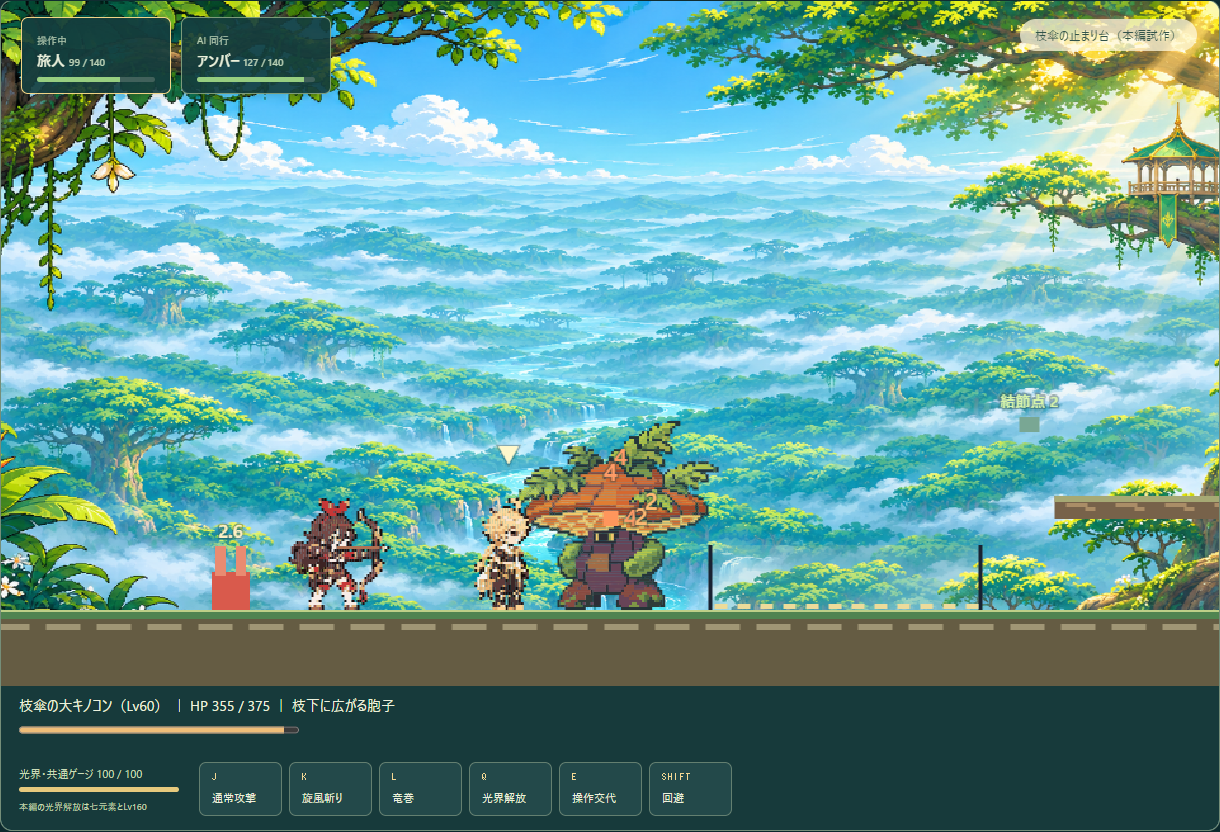 操作中
旅人 99 / 140
AI 同行
アンバー 127 / 140
枝傘の止まり台（本編試作）
結節点 2
4
4
2
42
2.6
枝傘の大キノコン（Lv60） | HP 355 / 375 | 枝下に広がる胞子
光界・共通ゲージ 100 / 100
本編の光界解放は七元素とLv160
J
通常攻撃
K
旋風斬り
L
竜巻
Q
光界解放
E
操作交代
SHIFT
回避